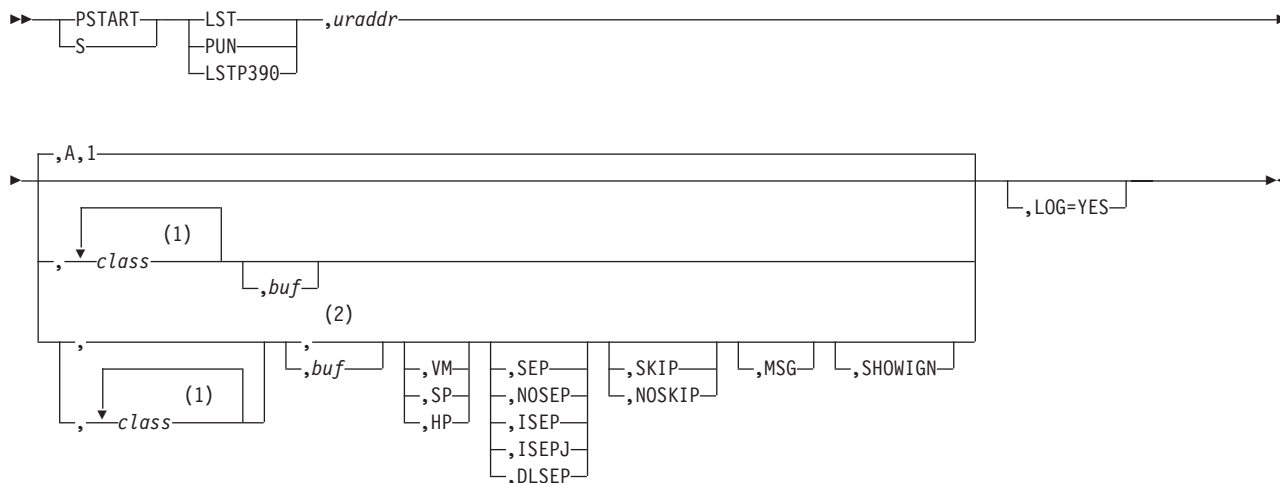 PSTART LST ,uraddr
S PUN
LSTP390
,A,1
,LOG=YES
(1)
, class
,buf
(2)
, ,
,buf ,VM ,SEP ,SKIP ,MSG ,SHOWIGN
(1) ,SP ,NOSEP ,NOSKIP
, class ,HP ,ISEP
,ISEPJ
,DLSEP